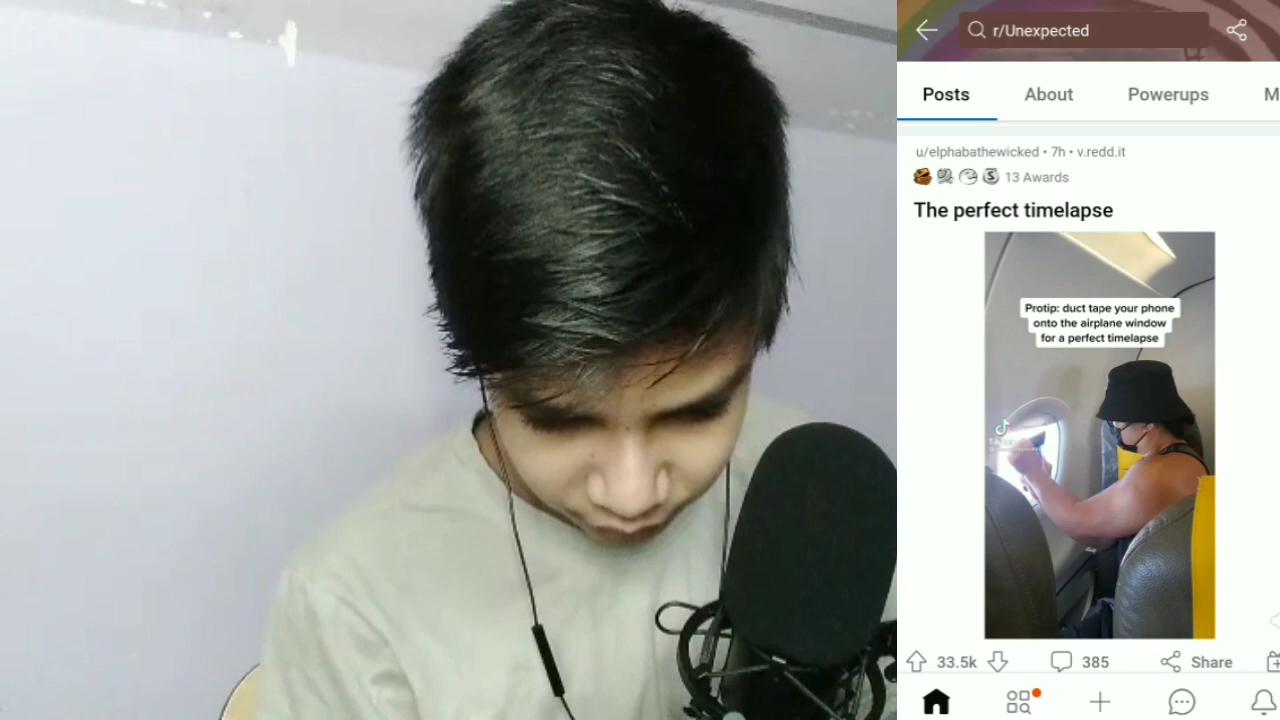 r/Unexpected
Posts About Powerups M
u/elphabathewicked • 7h • v.redd.it
13 Awards
The perfect timelapse
Protip: duct tape your phone
onto the airplane window
for a perfect timelapse
33.5k 385 Share